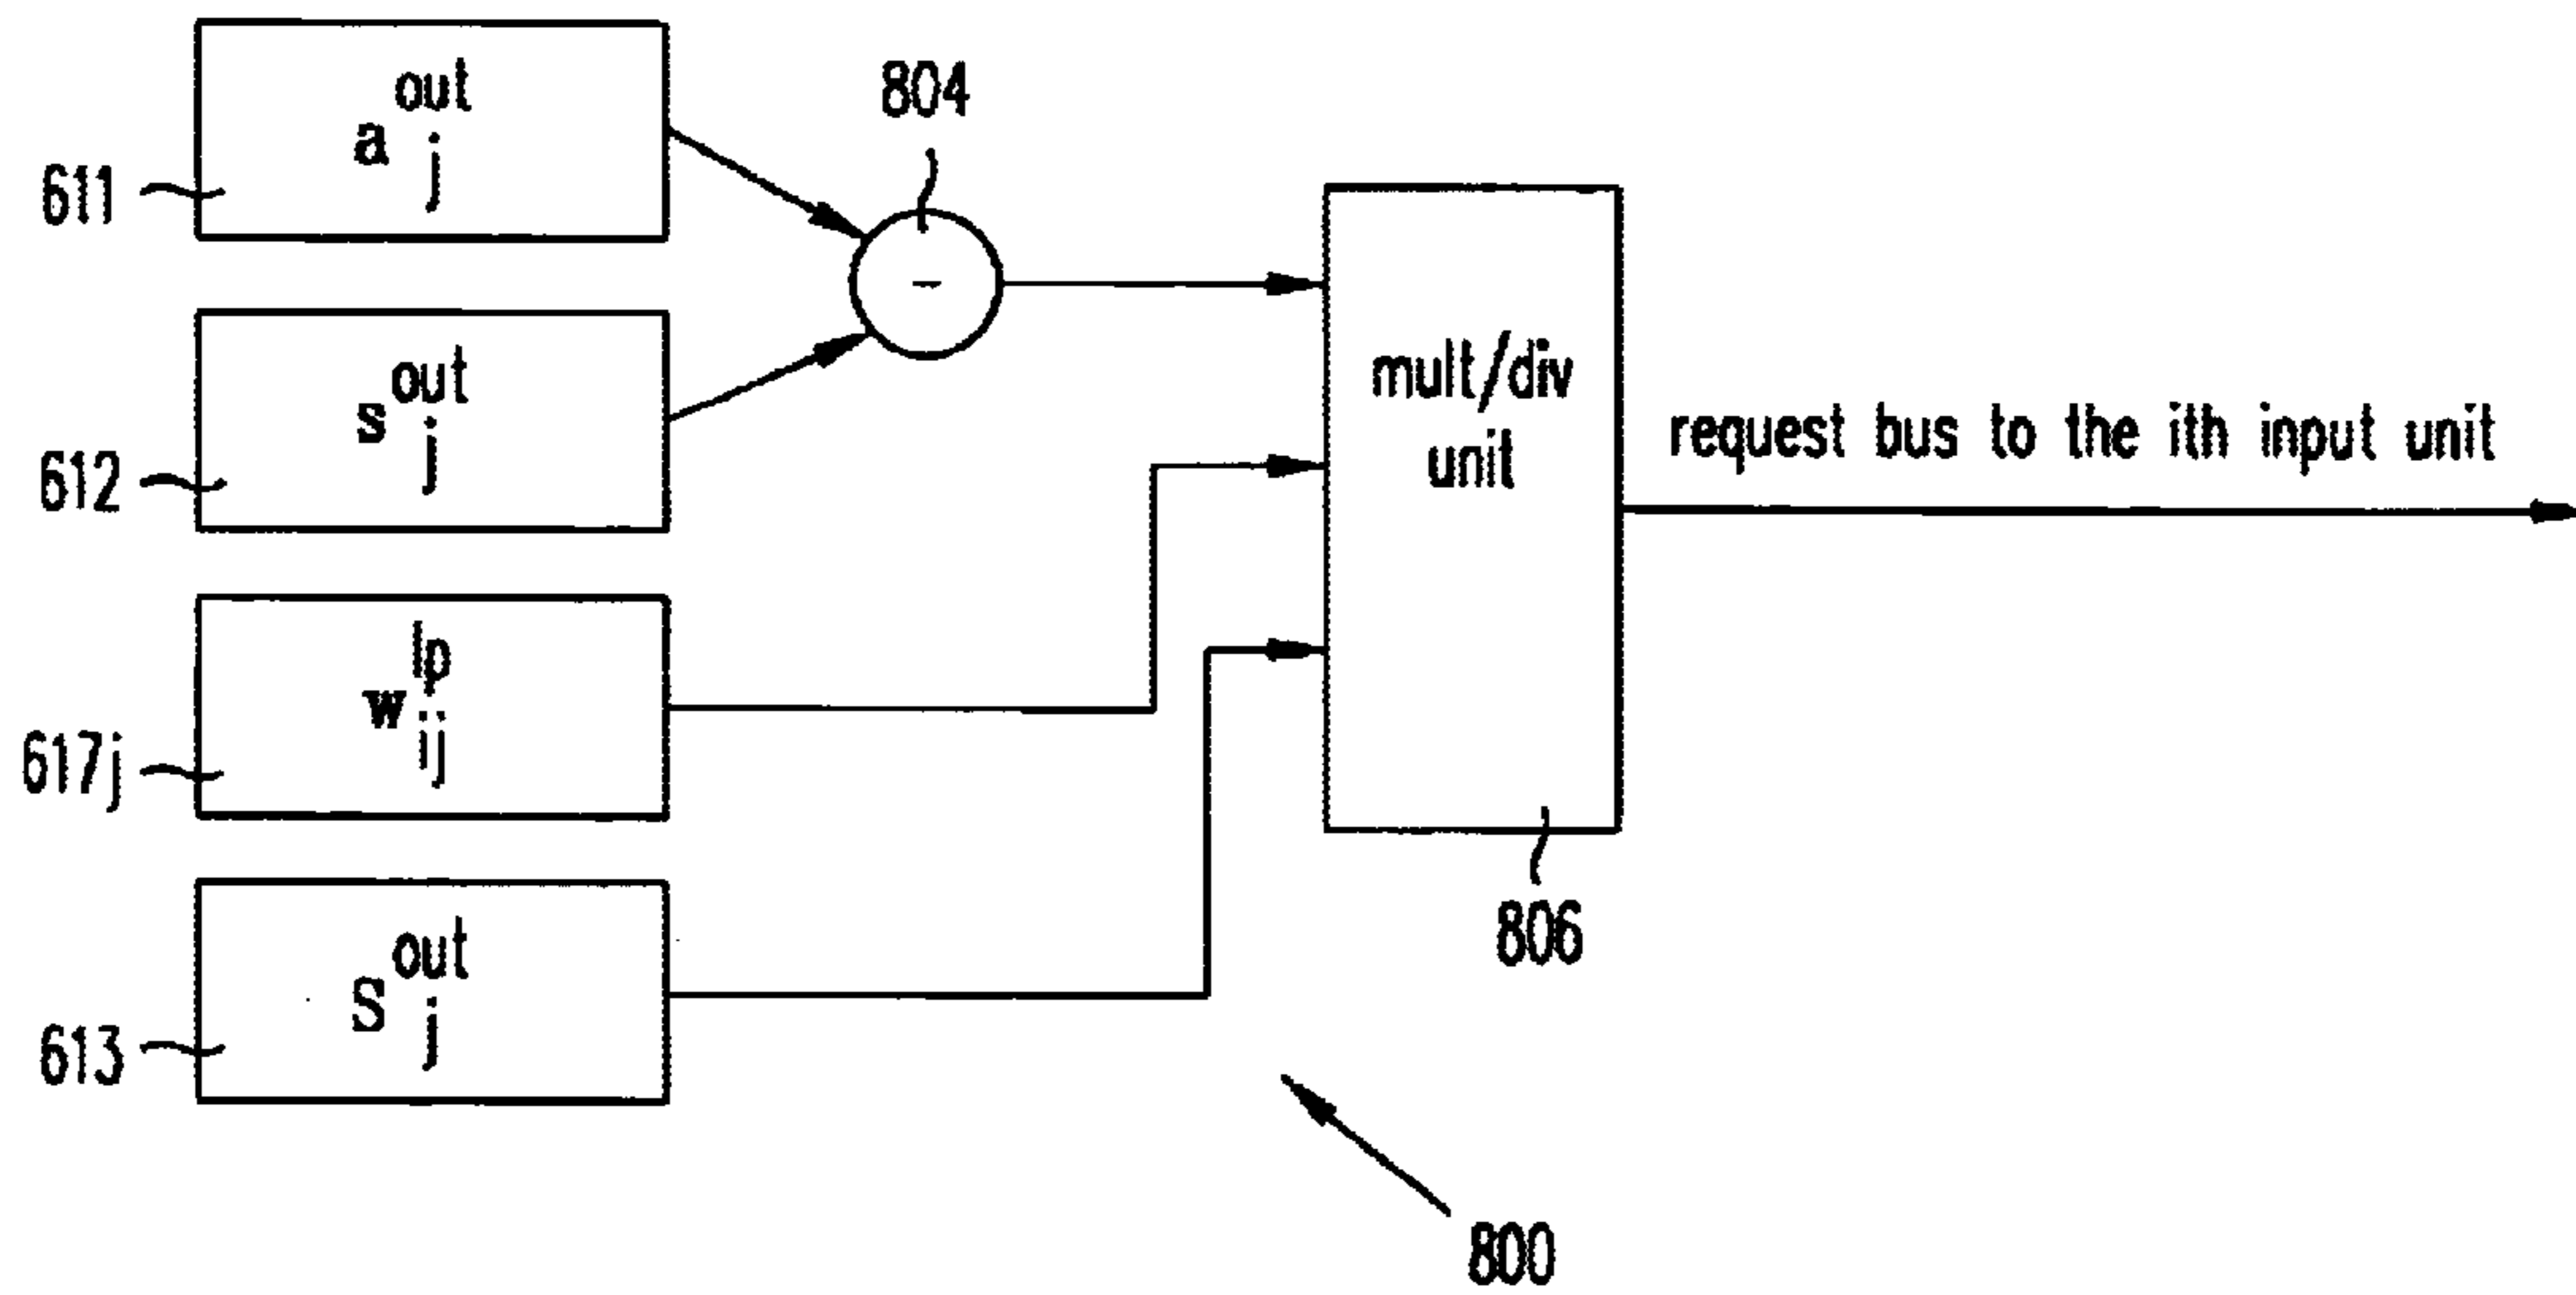 a out j
611
s out j
612
w lp ij
617j
S out j
613
804
-
mult/div
unit
806
request bus to the ith input unit
800